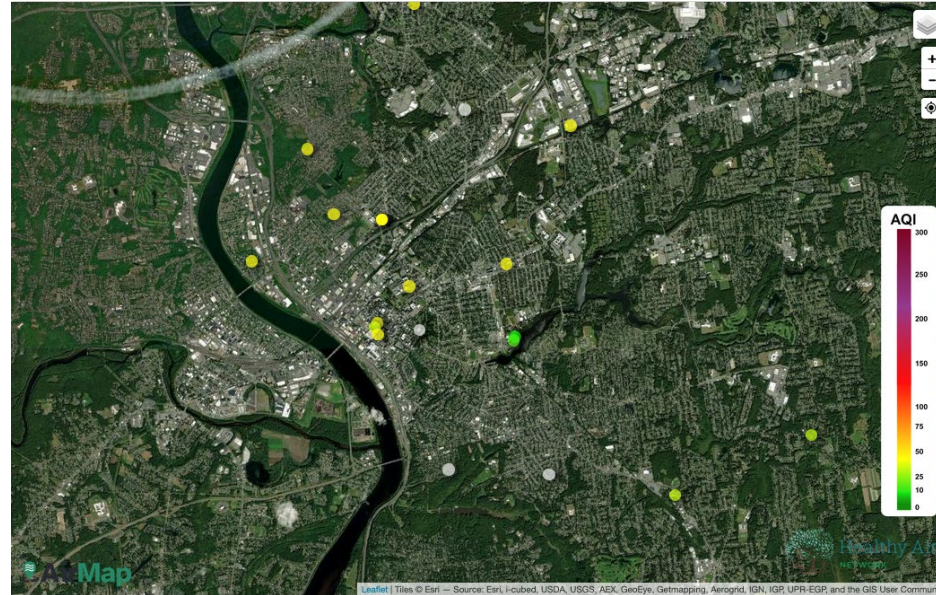 +
−
AQI
300
250
200
150
100
75
50
25
10
0
AirMap
Healthy Air
NETWORK
Leaflet | Tiles © Esri — Source: Esri, i-cubed, USDA, USGS, AEX, GeoEye, Getmapping, Aerogrid, IGN, IGP, UPR-EGP, and the GIS User Commun